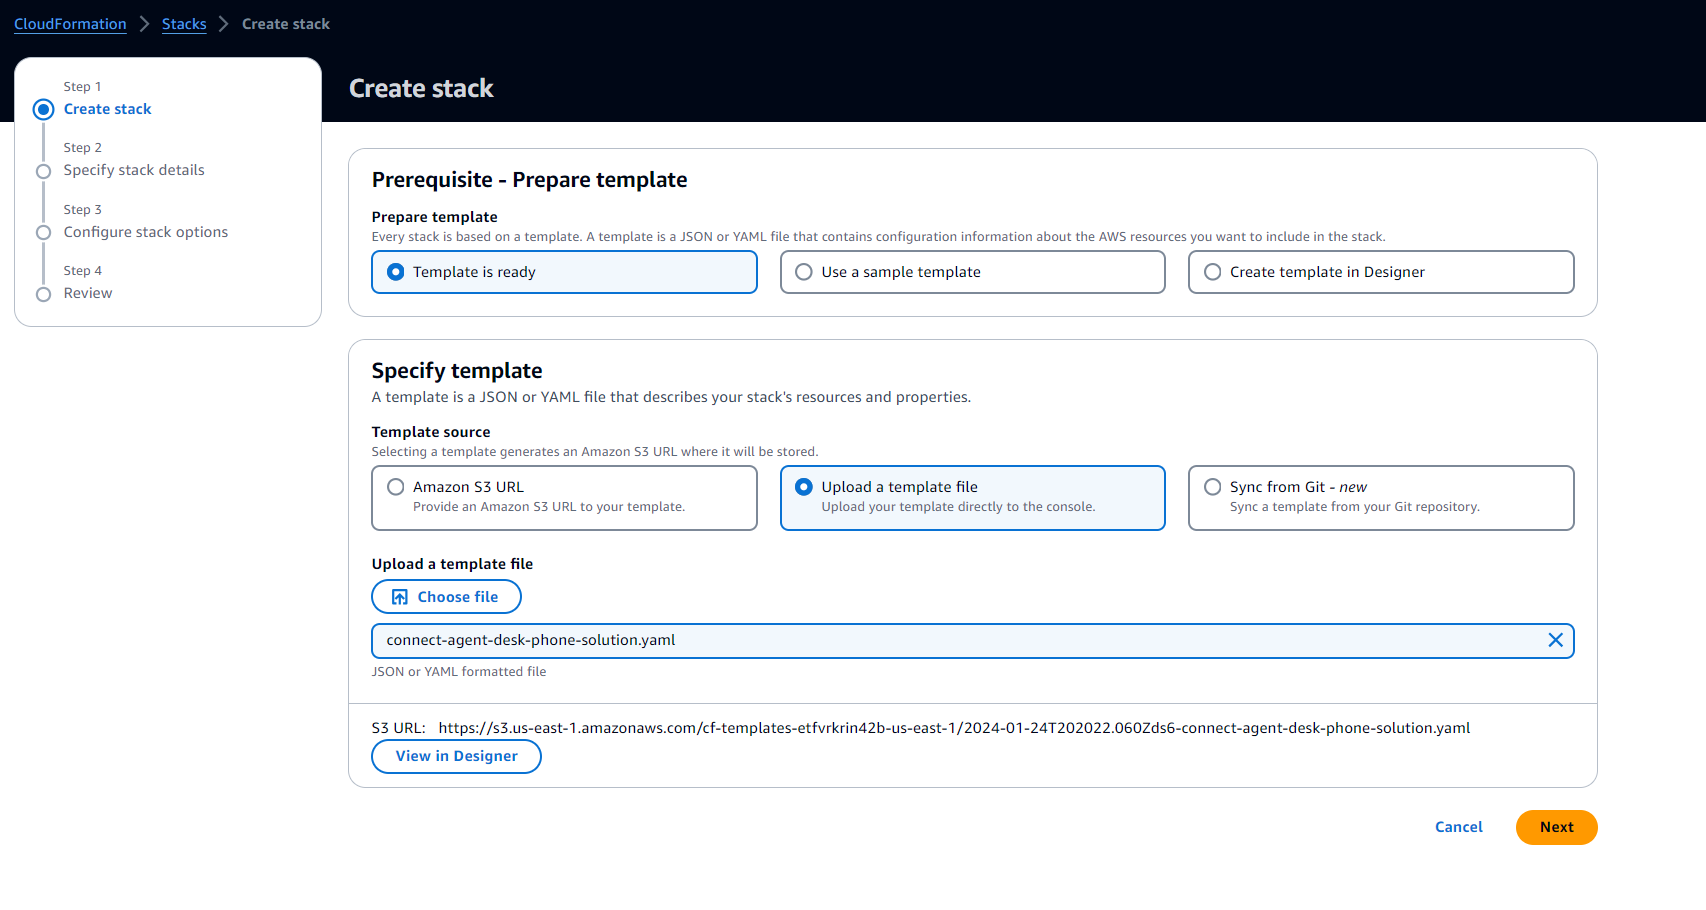 CloudFormation > Stacks > Create stack
Step 1
Create stack
Step 2
Specify stack details
Step 3
Configure stack options
Step 4
Review
Create stack
Prerequisite - Prepare template
Prepare template
Every stack is based on a template. A template is a JSON or YAML file that contains configuration information about the AWS resources you want to include in the stack.
Template is ready
Use a sample template
Create template in Designer
Specify template
A template is a JSON or YAML file that describes your stack's resources and properties.
Template source
Selecting a template generates an Amazon S3 URL where it will be stored.
Amazon S3 URL
Provide an Amazon S3 URL to your template.
Upload a template file
Upload your template directly to the console.
Sync from Git - new
Sync a template from your Git repository.
Upload a template file
Choose file
connect-agent-desk-phone-solution.yaml
JSON or YAML formatted file
S3 URL: https://s3.us-east-1.amazonaws.com/cf-templates-etfvrkrin42b-us-east-1/2024-01-24T202022.060Zds6-connect-agent-desk-phone-solution.yaml
View in Designer
Cancel
Next